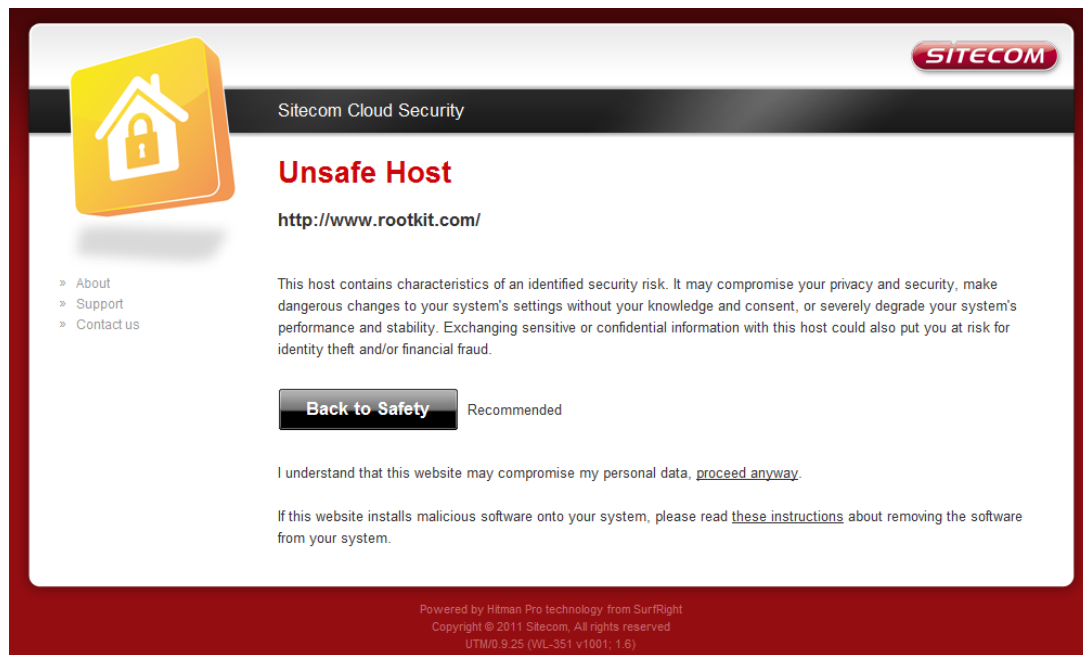 SITECOM
Sitecom Cloud Security
Unsafe Host
http://www.rootkit.com/
» About
» Support
» Contact us
This host contains characteristics of an identified security risk. It may compromise your privacy and security, make
dangerous changes to your system's settings without your knowledge and consent, or severely degrade your system's
performance and stability. Exchanging sensitive or confidential information with this host could also put you at risk for
identity theft and/or financial fraud.
Back to Safety Recommended
I understand that this website may compromise my personal data, proceed anyway.
If this website installs malicious software onto your system, please read these instructions about removing the software
from your system.
Powered by Hitman Pro technology from SurfRight
Copyright © 2011 Sitecom, All rights reserved
UTM/0.9.25 (WL-351 v1001; 1.6)